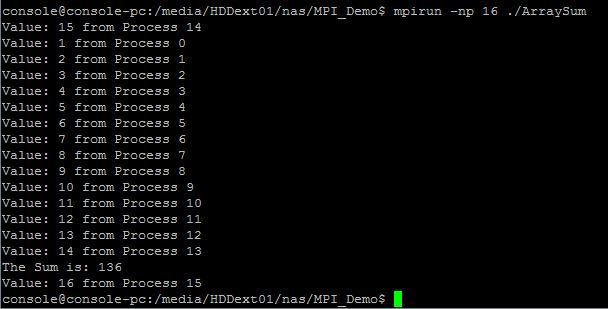 console@console-pc:/media/HDDext01/nas/MPI_Demo$ mpirun -np 16 ./ArraySum
Value: 15 from Process 14
Value: 1 from Process 0
Value: 2 from Process 1
Value: 3 from Process 2
Value: 4 from Process 3
Value: 5 from Process 4
Value: 6 from Process 5
Value: 7 from Process 6
Value: 8 from Process 7
Value: 9 from Process 8
Value: 10 from Process 9
Value: 11 from Process 10
Value: 12 from Process 11
Value: 13 from Process 12
Value: 14 from Process 13
The Sum is: 136
Value: 16 from Process 15
console@console-pc:/media/HDDext01/nas/MPI_Demo$